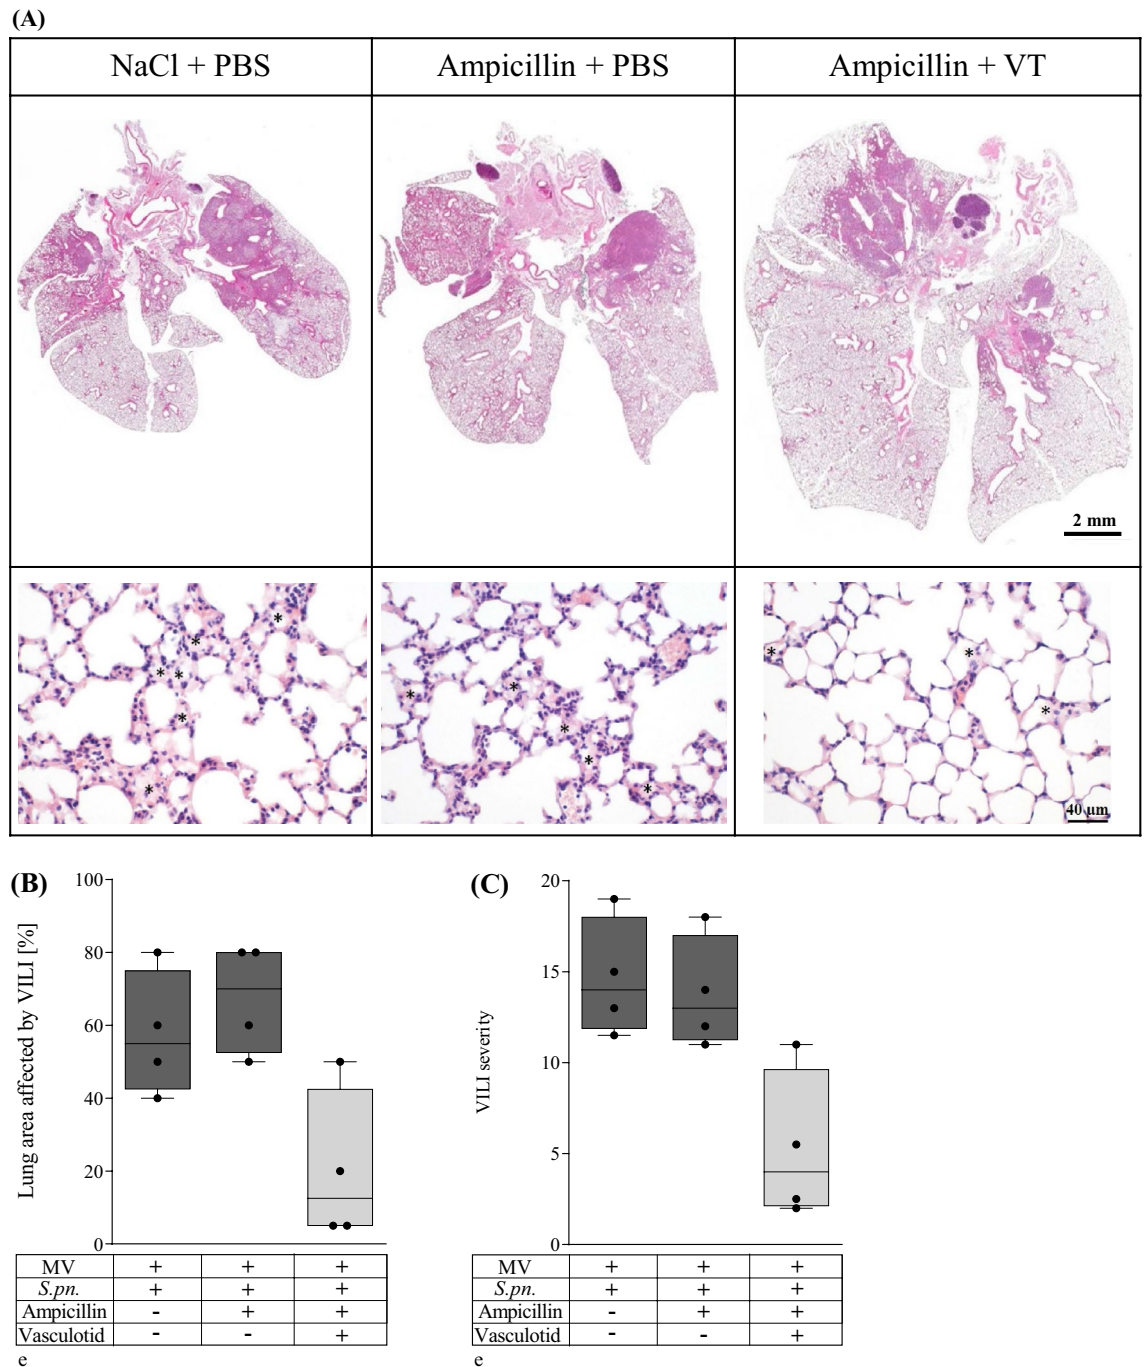 (A)
NaCl + PBS Ampicillin + PBS Ampicillin + VT
2 mm
* * * * * * * * * * * * * *
40 µm
(B)
Lung area affected by VILI [%]
100
80
60
40
20
0
MV + + +
S.pn. + + +
Ampicillin - + +
Vasculotid - - +
e
(C)
VILI severity
20
15
10
5
0
MV + + +
S.pn. + + +
Ampicillin - + +
Vasculotid - - +
e